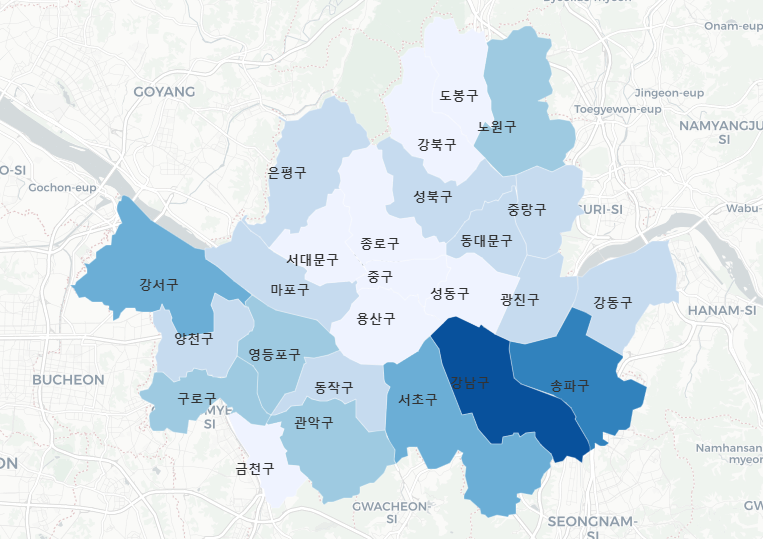 Onam-eup
GOYANG
Jingeon-eup
도봉구
Toegyewon-eup
노원구
NAMYANGJU
SI
강북구
O-SI
은평구
Gochon-eup
성북구
중랑구
GURI-SI
Wabu-
종로구
동대문구
서대문구
중구
강서구
마포구
성동구
광진구
강동구
HANAM-SI
용산구
양천구
영등포구
BUCHEON
강남구
송파구
동작구
구로구
서초구
SI
관악구
Namhansan
myeon
ON
금천구
GWACHEON-
SI
SEONGNAM-
SI
GW